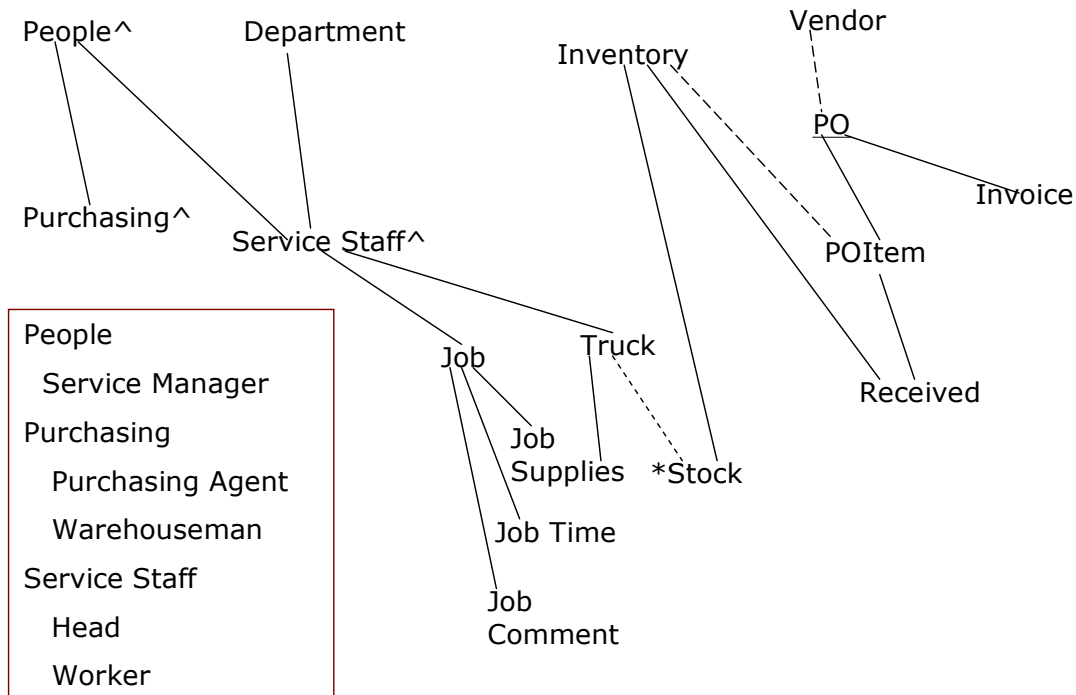 People^
Department
Vendor
Inventory
PO
Invoice
Purchasing^
Service Staff^
POItem
Job
Truck
Received
Job
Supplies
*Stock
Job Time
Job
Comment
People
Service Manager
Purchasing
Purchasing Agent
Warehouseman
Service Staff
Head
Worker